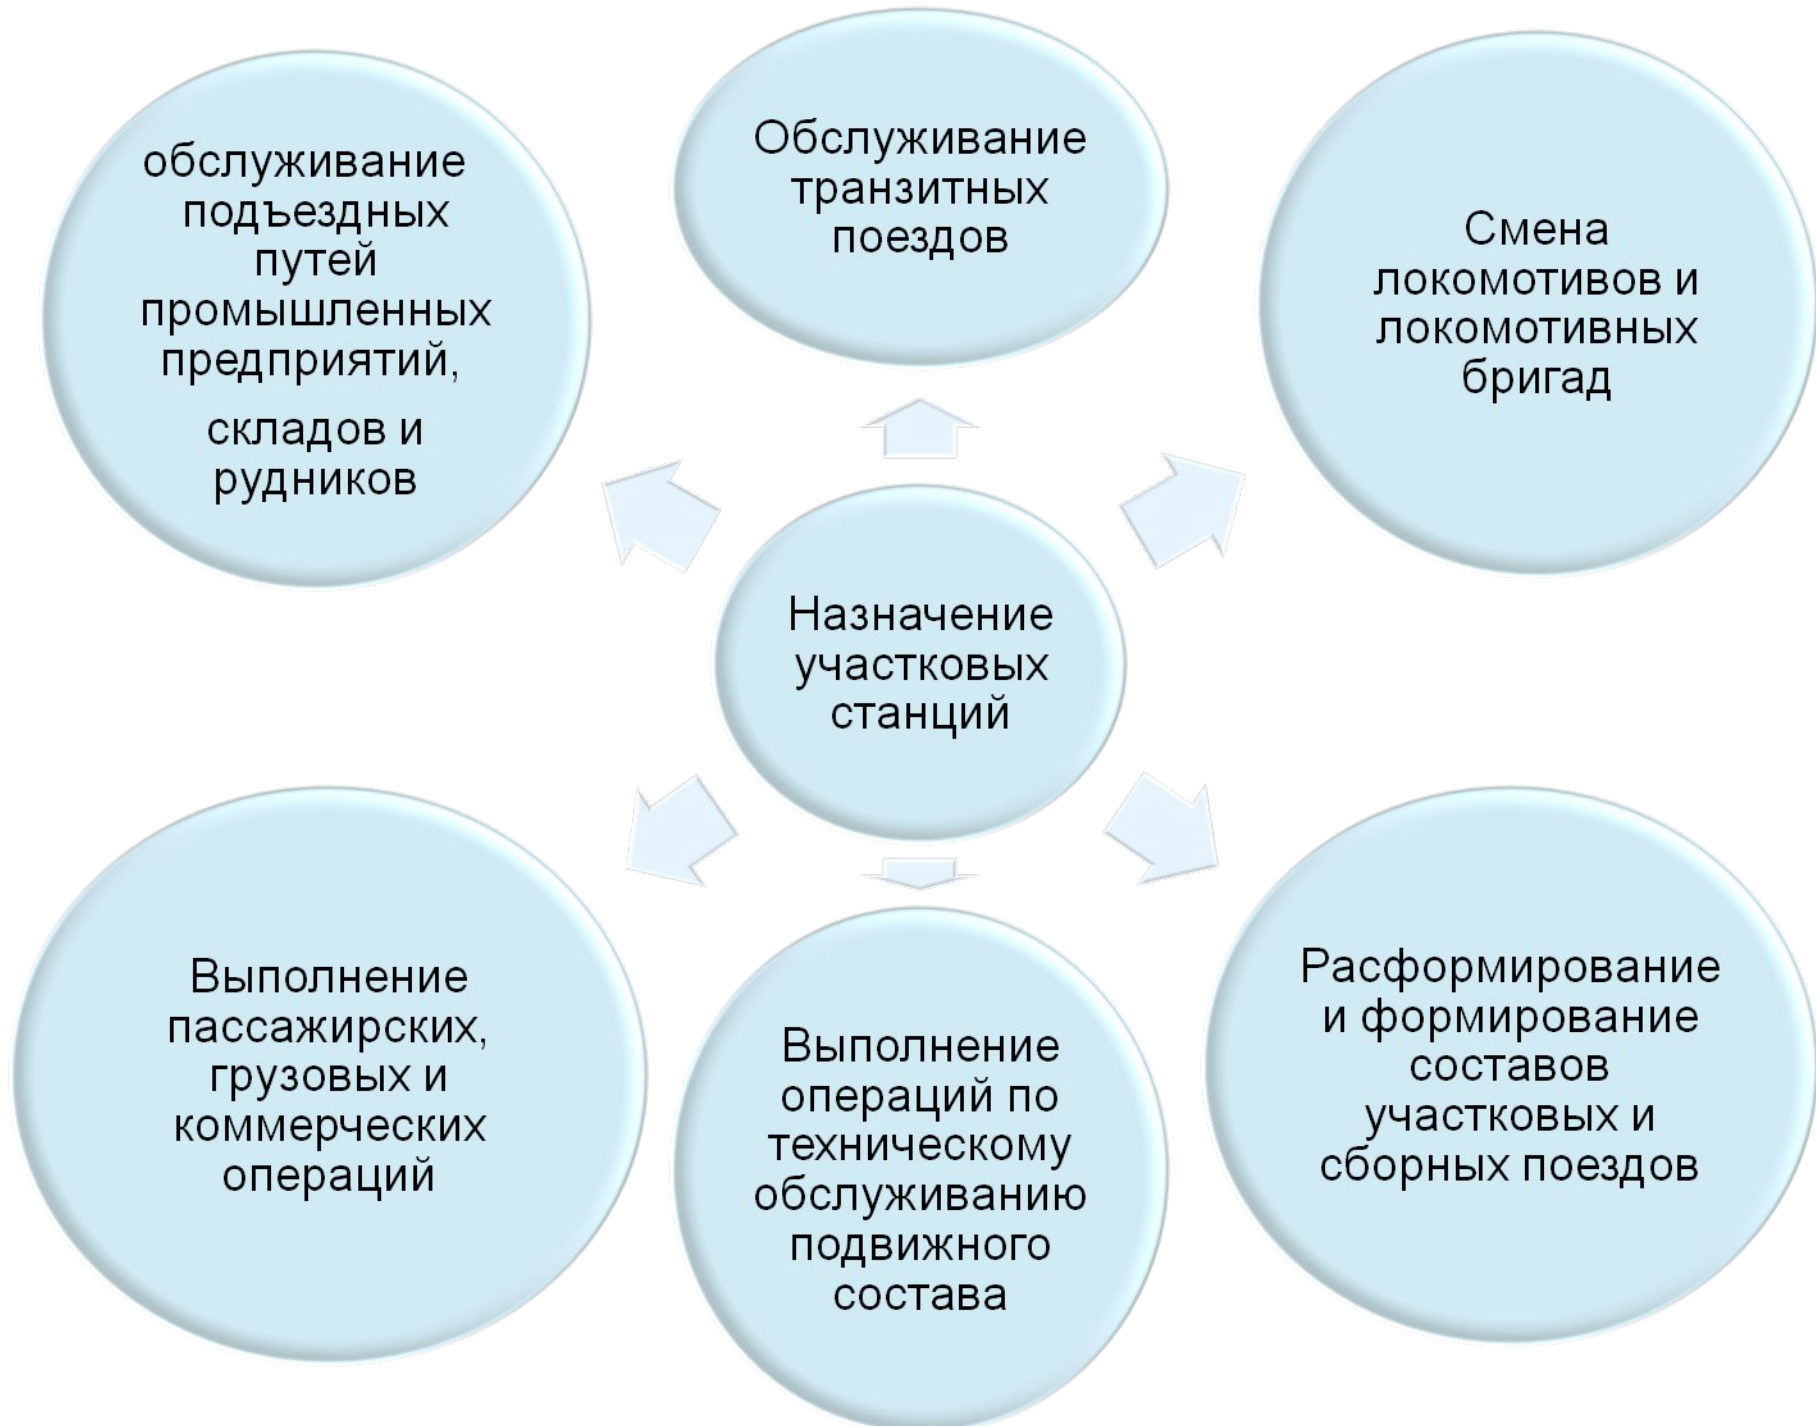 обслуживание
подъездных
путей
промышленных
предприятий,
складов и
рудников
Обслуживание
транзитных
поездов
Смена
локомотивов и
локомотивных
бригад
Назначение
участковых
станций
Выполнение
пассажирских,
грузовых и
коммерческих
операций
Выполнение
операций по
техническому
обслуживанию
подвижного
состава
Расформирование
и формирование
составов
участковых и
сборных поездов